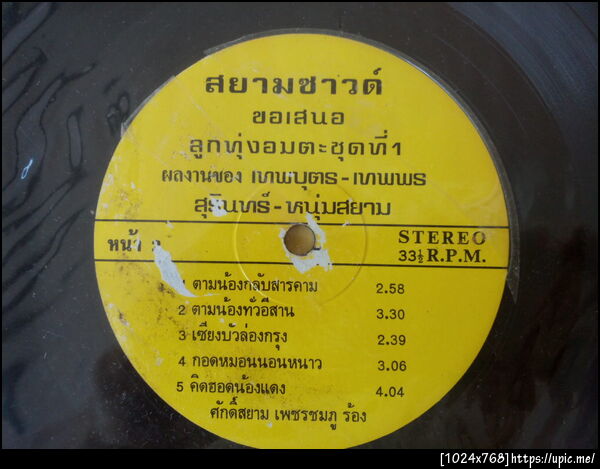 สยามซาวด์
ขอเสนอ
ลูกทุ่งอมตะชุดที่1
ผลงานของ เทพบุตร-เทพพร
สุรินทร์-หนุ่มสยาม
หน้า
STEREO
33½ R.P.M.
1 ตามน้องกลับสารคาม 2.58
2 ตามน้องทั่วอีสาน 3.30
3 เซียงบัวล่องกรุง 2.39
4 กอดหมอนนอนหนาว 3.06
5 คิดฮอดน้องแดง 4.04
ศักดิ์สยาม เพชรชมภู ร้อง
[1024x768]https://upic.me/